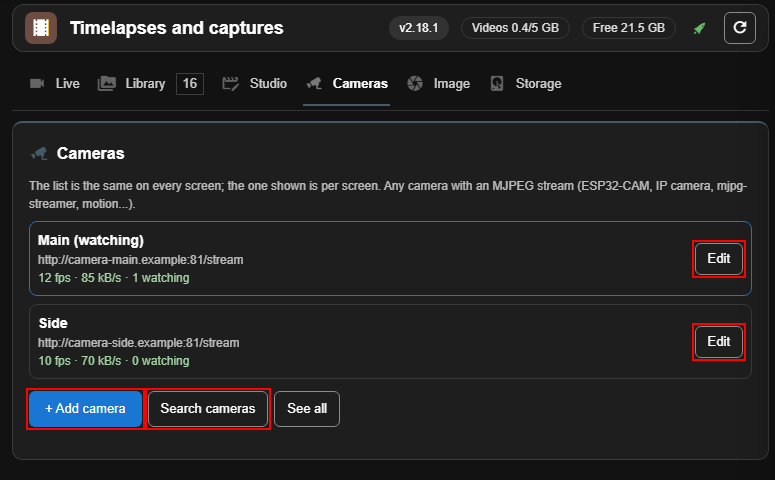 Timelapses and captures
v2.18.1
Videos 0.4/5 GB
Free 21.5 GB
Live
Library 16
Studio
Cameras
Image
Storage
Cameras
The list is the same on every screen; the one shown is per screen. Any camera with an MJPEG stream (ESP32-CAM, IP camera, mjpg-
streamer, motion...).
Main (watching)
http://camera-main.example:81/stream
12 fps · 85 kB/s · 1 watching
Edit
Side
http://camera-side.example:81/stream
10 fps · 70 kB/s · 0 watching
Edit
+ Add camera
Search cameras
See all